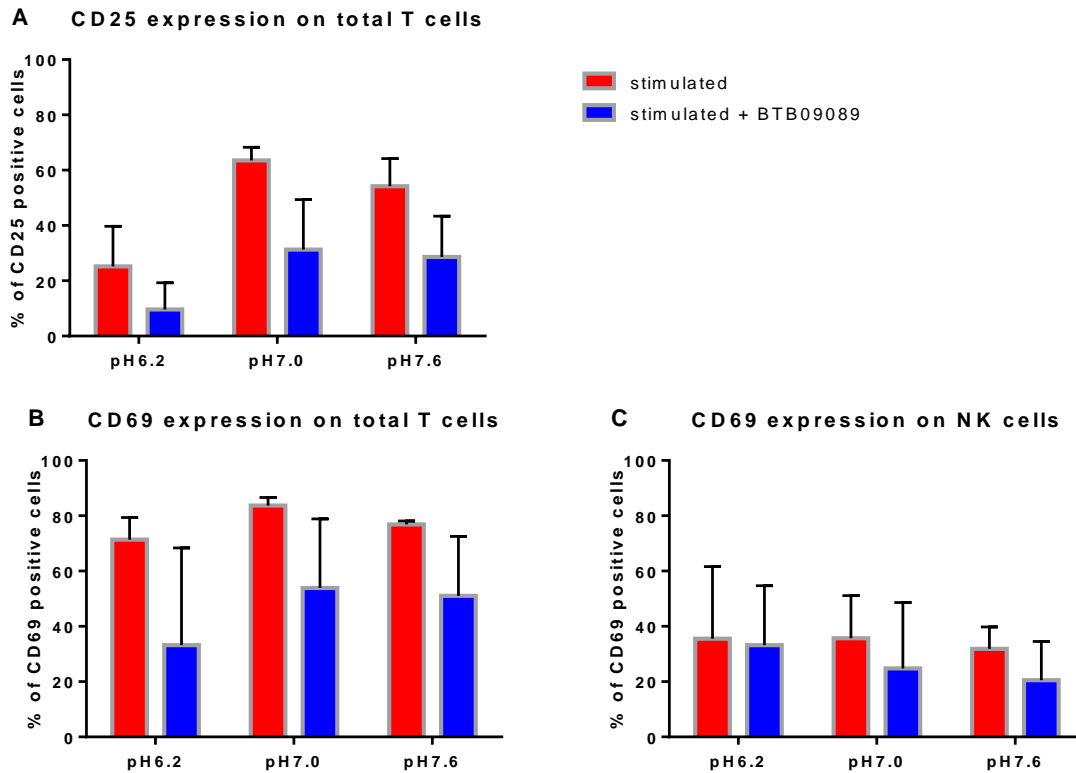 A CD25 expression on total T cells
% of CD25 positive cells
100
80
60
40
20
0
pH6.2 pH7.0 pH7.6
stimulated
stimulated + BTB09089
B CD69 expression on total T cells
% of CD69 positive cells
100
80
60
40
20
0
pH6.2 pH7.0 pH7.6
C CD69 expression on NK cells
% of CD69 positive cells
100
80
60
40
20
0
pH6.2 pH7.0 pH7.6